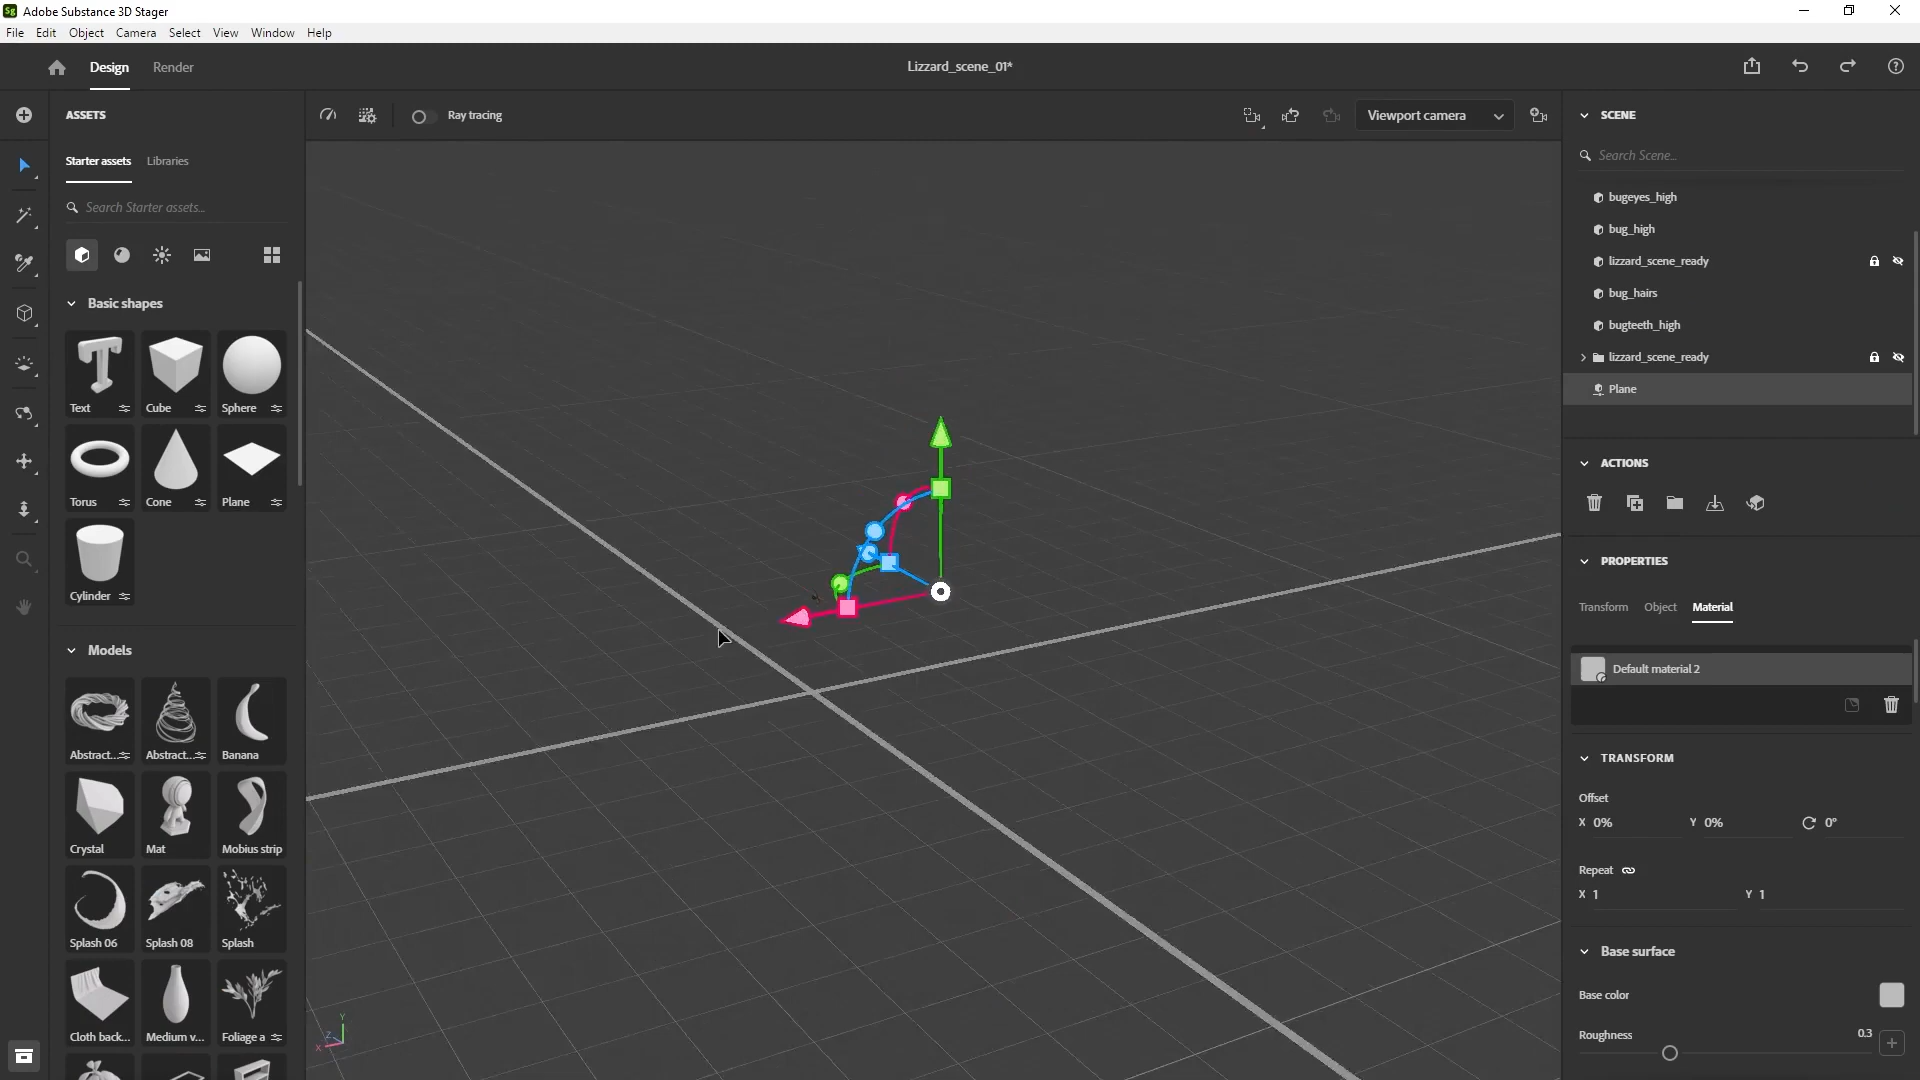 Sg Adobe Substance 3D Stager
File Edit Object Camera Select View Window Help
Design Render Lizzard_scene_01*
ASSETS
Starter assets Libraries
Search Starter assets...
Basic shapes
Text Cube Sphere
Torus Cone Plane
Cylinder
Models
Abstract... Abstract... Banana
Crystal Mat Mobius strip
Splash 06 Splash 08 Splash
Cloth back... Medium v... Foliage a
Ray tracing
Viewport camera
Y
Z
X
SCENE
Search Scene...
bugeyes_high
bug_high
lizzard_scene_ready
bug_hairs
bugteeth_high
lizzard_scene_ready
Plane
ACTIONS
PROPERTIES
Transform Object Material
Default material 2
TRANSFORM
Offset
X 0% Y 0% 0°
Repeat
X 1 Y 1
Base surface
Base color
Roughness 0.3